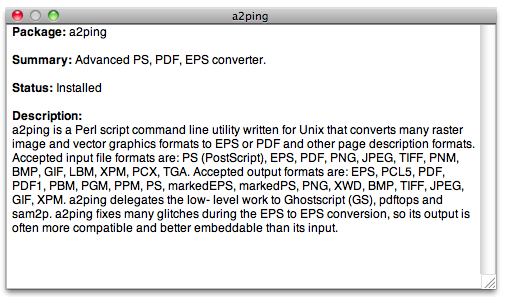 a2ping
Package: a2ping
Summary: Advanced PS, PDF, EPS converter.
Status: Installed
Description:
a2ping is a Perl script command line utility written for Unix that converts many raster
image and vector graphics formats to EPS or PDF and other page description formats.
Accepted input file formats are: PS (PostScript), EPS, PDF, PNG, JPEG, TIFF, PNM,
BMP, GIF, LBM, XPM, PCX, TGA. Accepted output formats are: EPS, PCL5, PDF,
PDF1, PBM, PGM, PPM, PS, markedEPS, markedPS, PNG, XWD, BMP, TIFF, JPEG,
GIF, XPM. a2ping delegates the low- level work to Ghostscript (GS), pdftops and
sam2p. a2ping fixes many glitches during the EPS to EPS conversion, so its output is
often more compatible and better embeddable than its input.